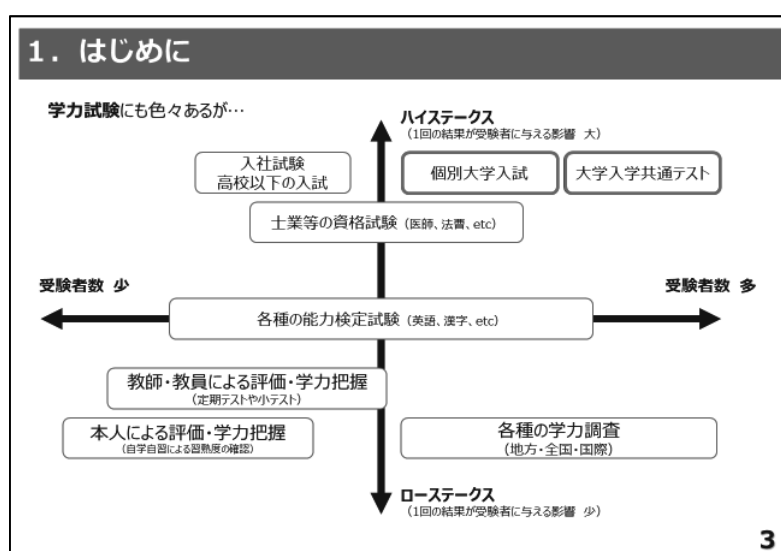 1. はじめに
学力試験にも色々あるが…
ハイステークス
(1回の結果が受験者に与える影響 大)
入社試験
高校以下の入試
個別大学入試
大学入学共通テスト
士業等の資格試験 (医師、法曹、etc)
受験者数 少
受験者数 多
各種の能力検定試験 (英語、漢字、etc)
教師・教員による評価・学力把握
(定期テストや小テスト)
本人による評価・学力把握
(自学自習による習熟度の確認)
各種の学力調査
(地方・全国・国際)
ローステークス
(1回の結果が受験者に与える影響 少)
3